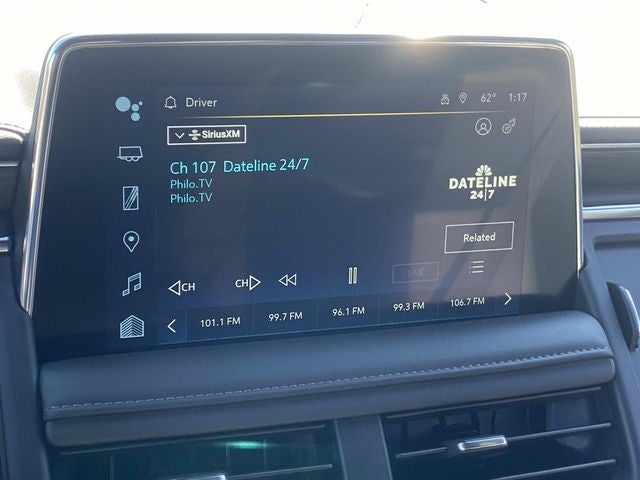 Driver
62° 1:17
SiriusXM
Ch 107 Dateline 24/7
Philo.TV
Philo.TV
DATELINE
24|7
Related
CH CH LIVE
101.1 FM 99.7 FM 96.1 FM 99.3 FM 106.7 FM